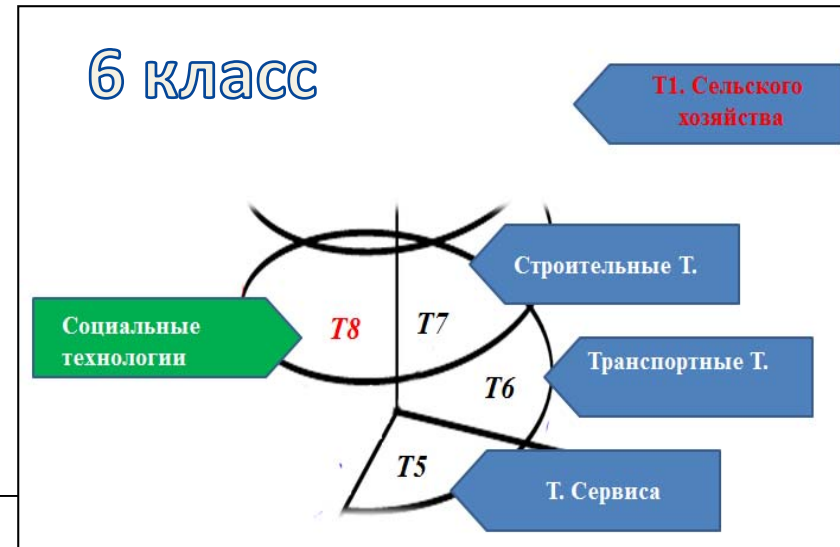 6 класс
Т1. Сельского
хозяйства
Строительные Т.
Социальные
технологии
Т8
Т7
Транспортные Т.
Т6
Т5
Т. Сервиса